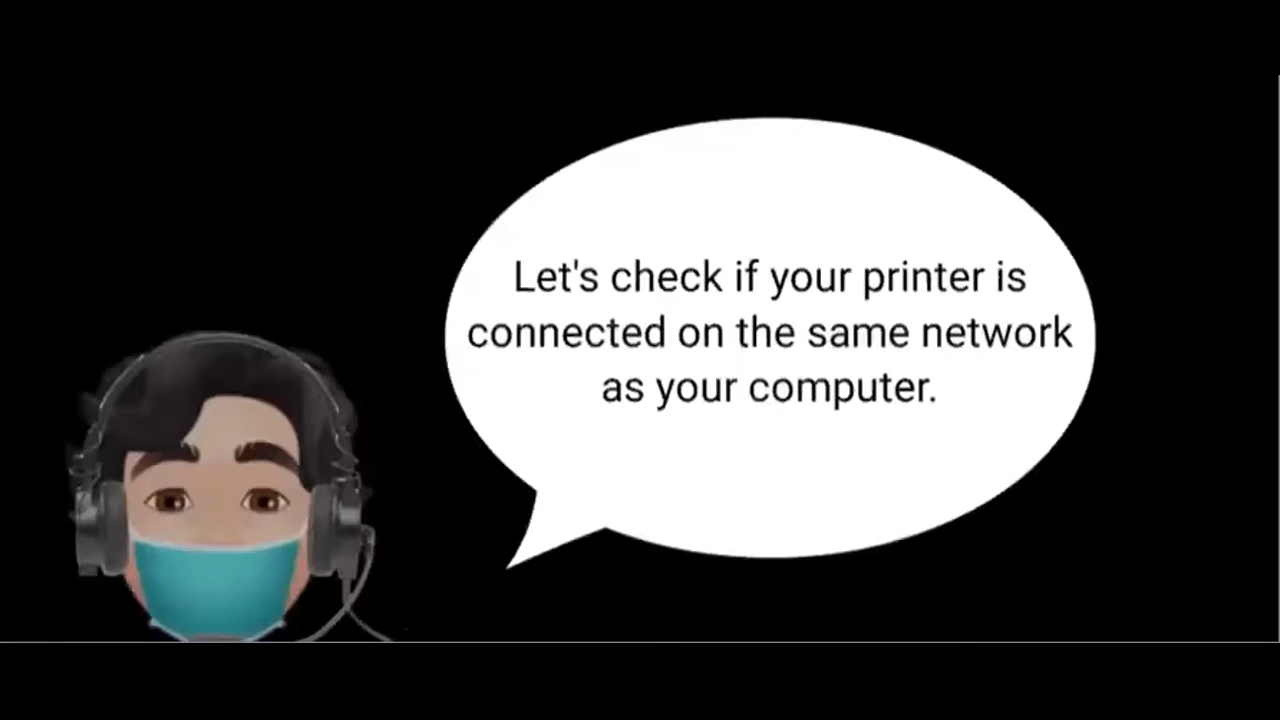 Let's check if your printer is
connected on the same network
as your computer.